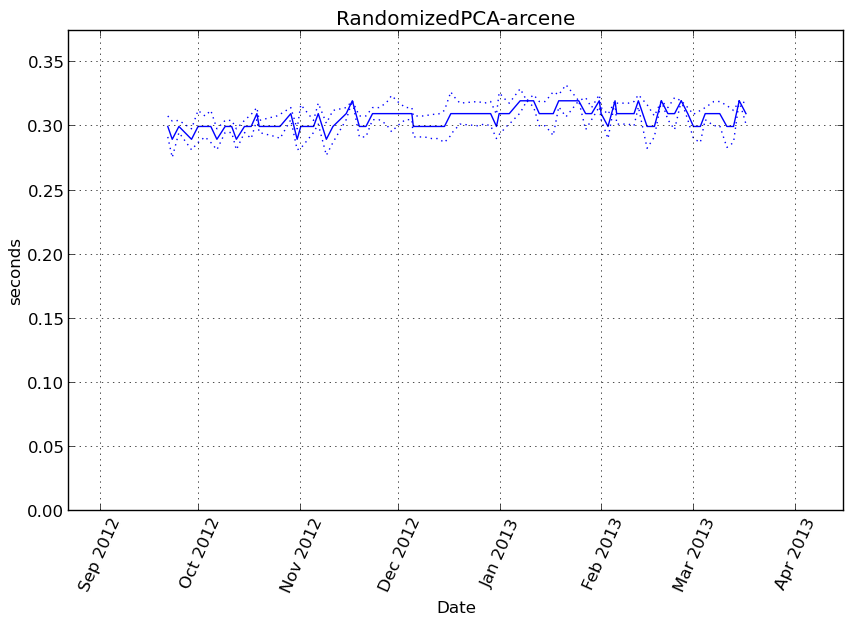 RandomizedPCA-arcene
0.35
0.30
0.25
0.20
0.15
0.10
0.05
0.00
seconds
Sep 2012
Oct 2012
Nov 2012
Dec 2012
Jan 2013
Feb 2013
Mar 2013
Apr 2013
Date